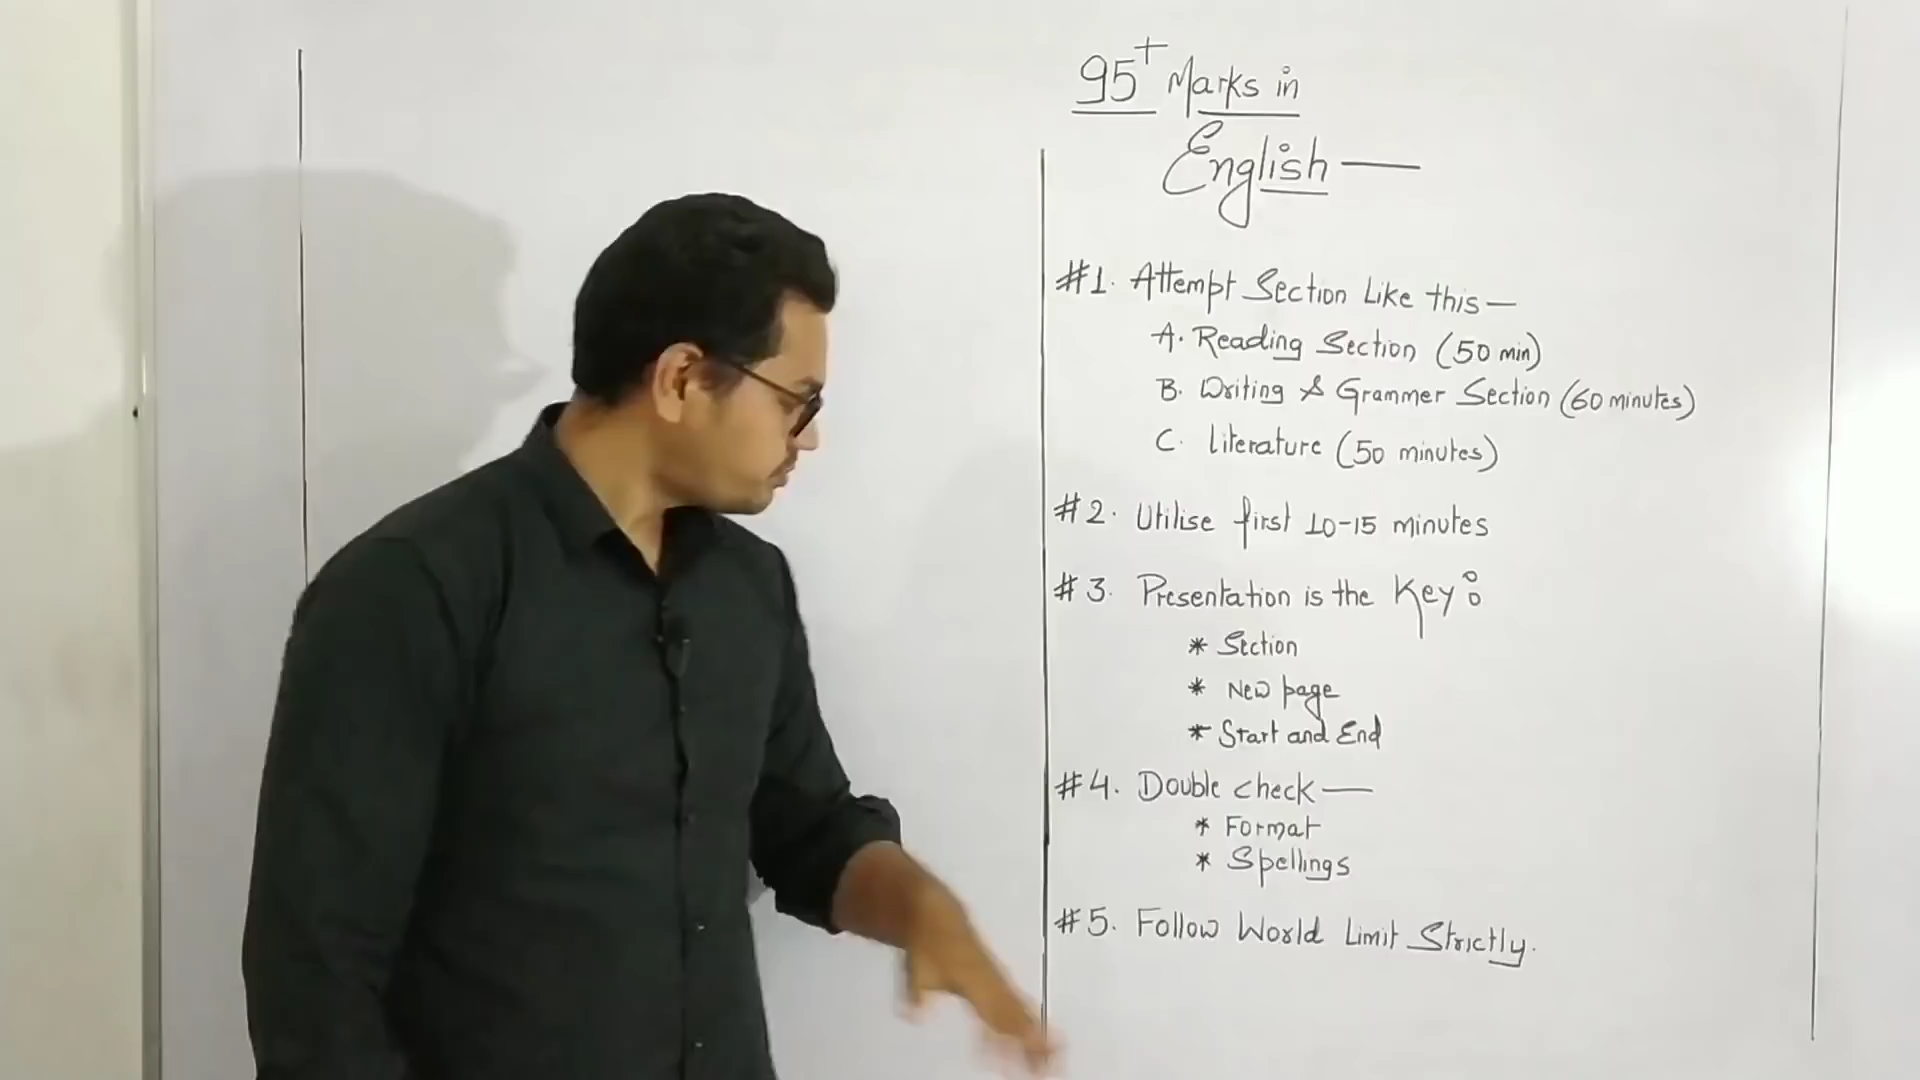 95+ Marks in
English —
#1. Attempt Section Like this —
A. Reading Section (50 min)
B. Writing & Grammer Section (60 minutes)
C. Literature (50 minutes)
#2. Utilise first 10-15 minutes
#3. Presentation is the Key:
* Section
* New page
* Start and End
#4. Double check —
* Format
* Spellings
#5. Follow World Limit Strictly.